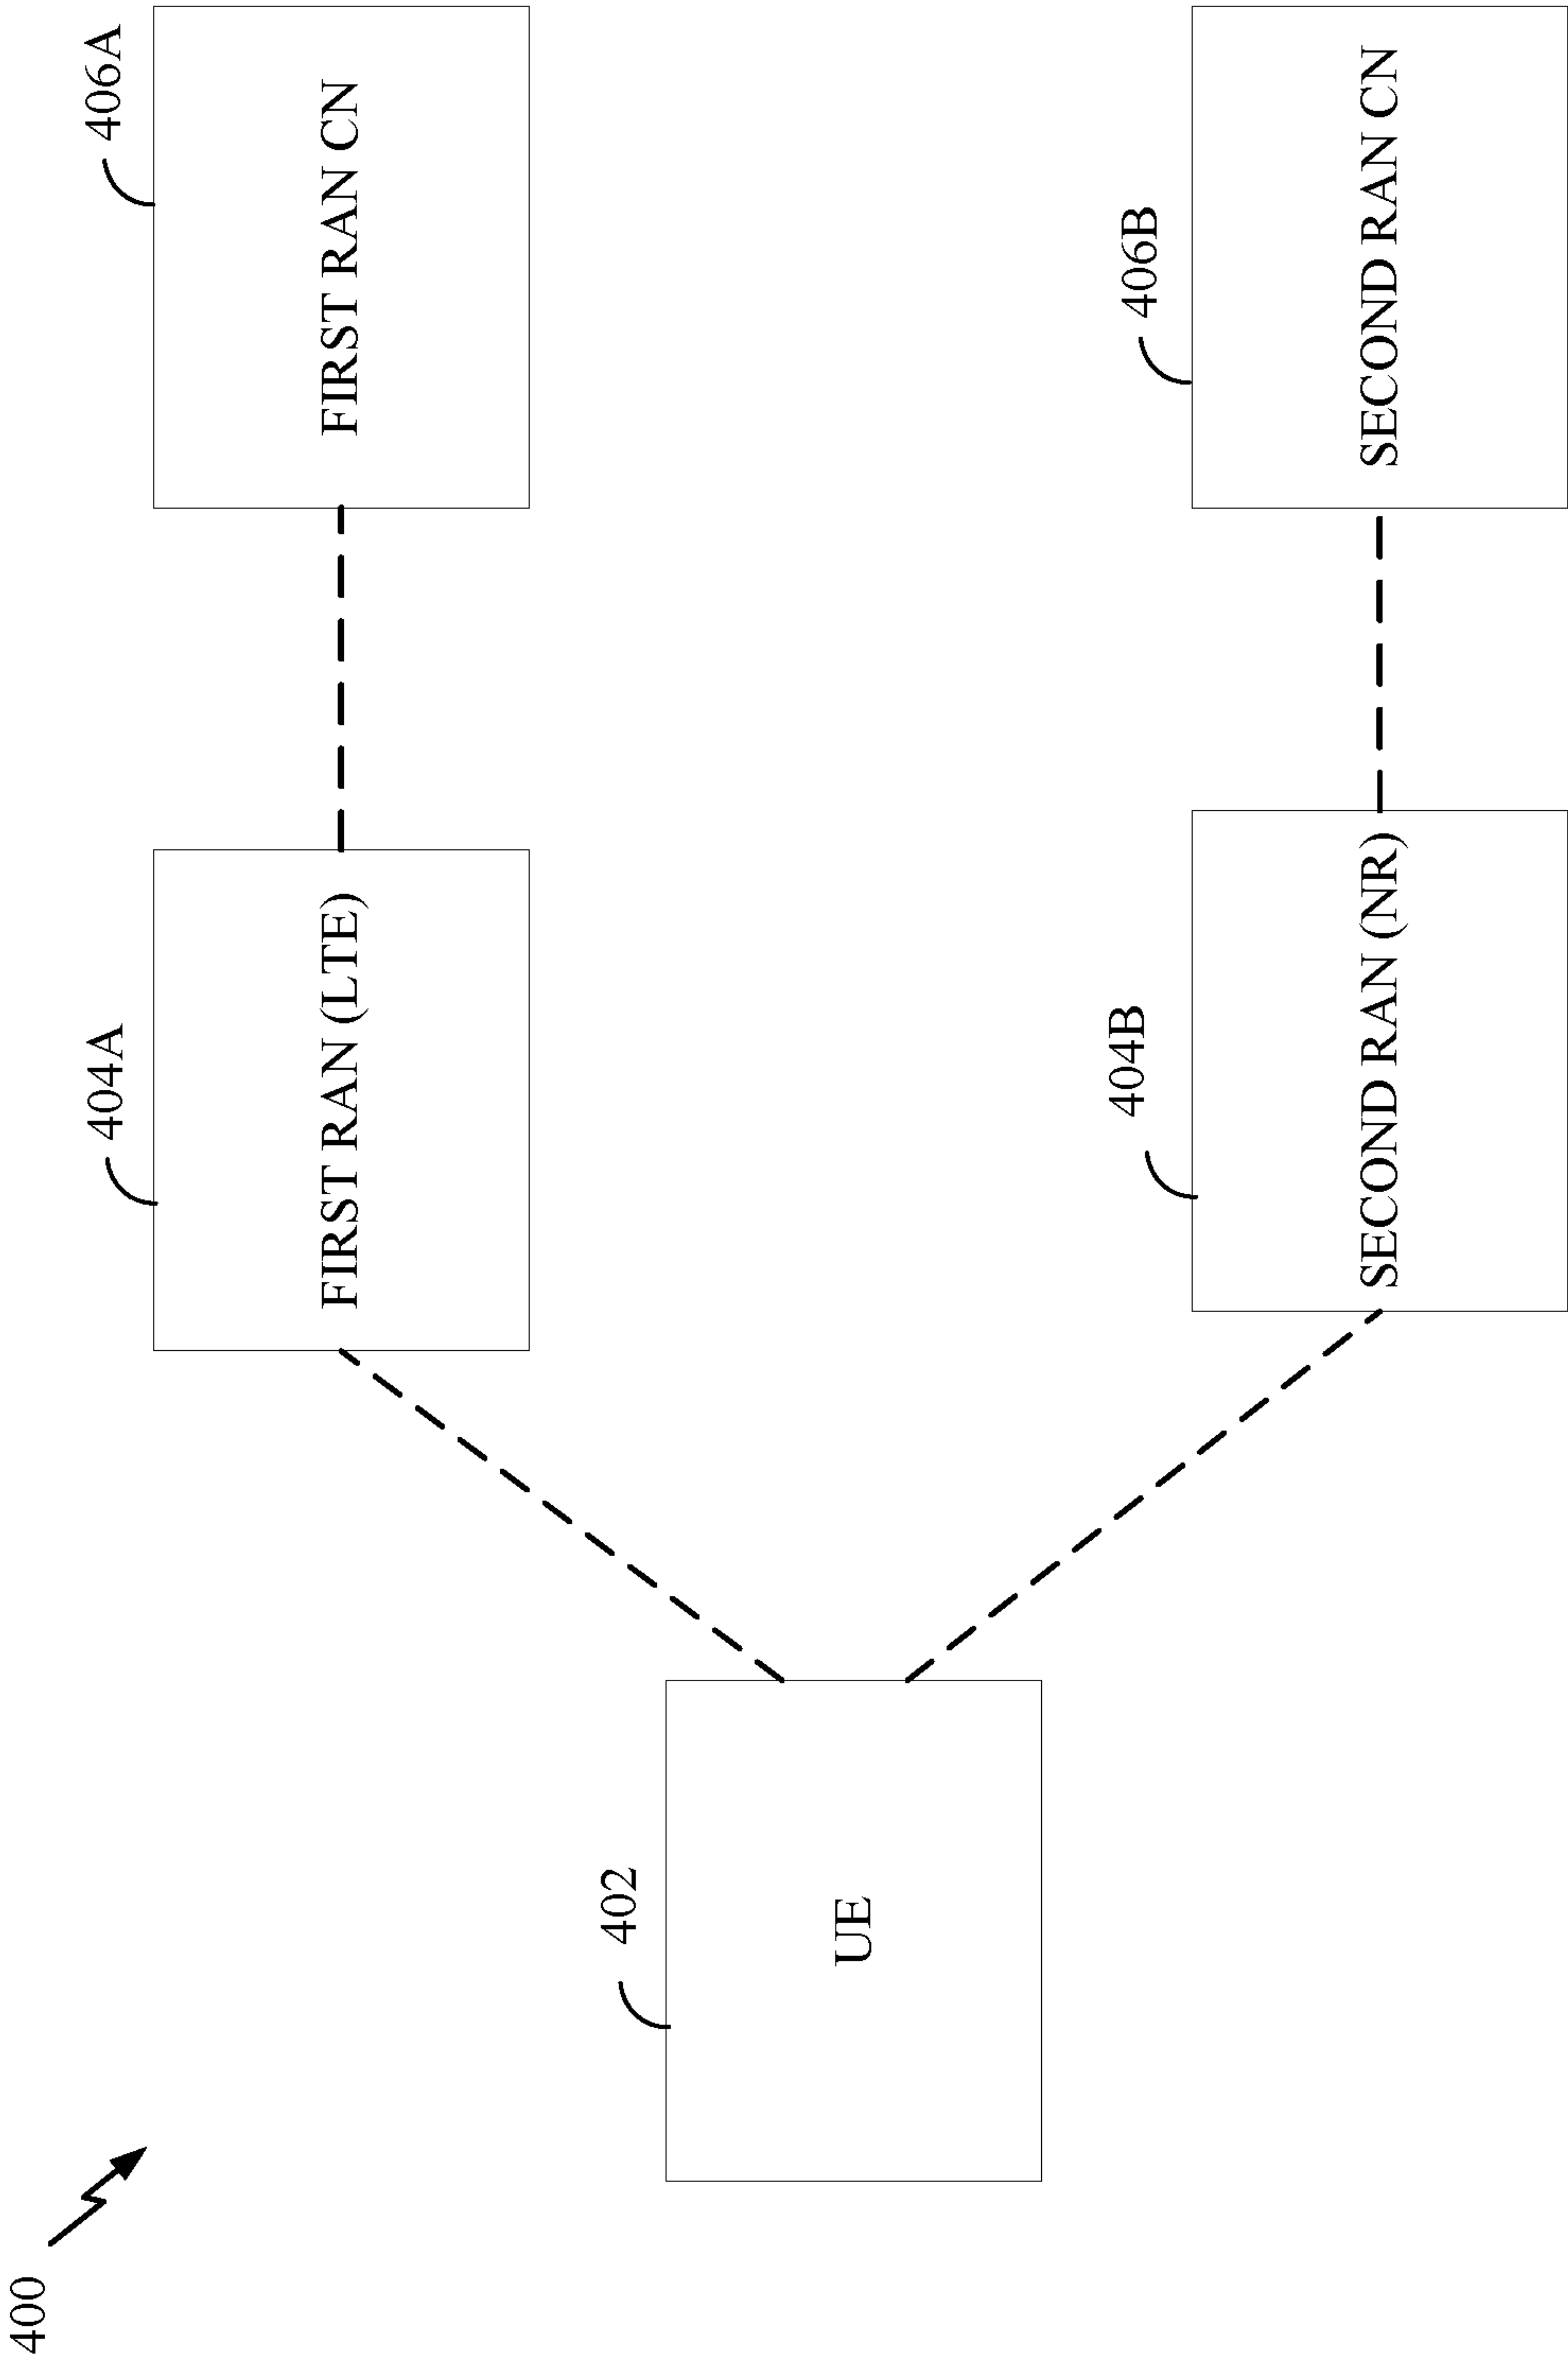 400
402
UE
404A
FIRST RAN (LTE)
406A
FIRST RAN CN
404B
SECOND RAN (NR)
406B
SECOND RAN CN